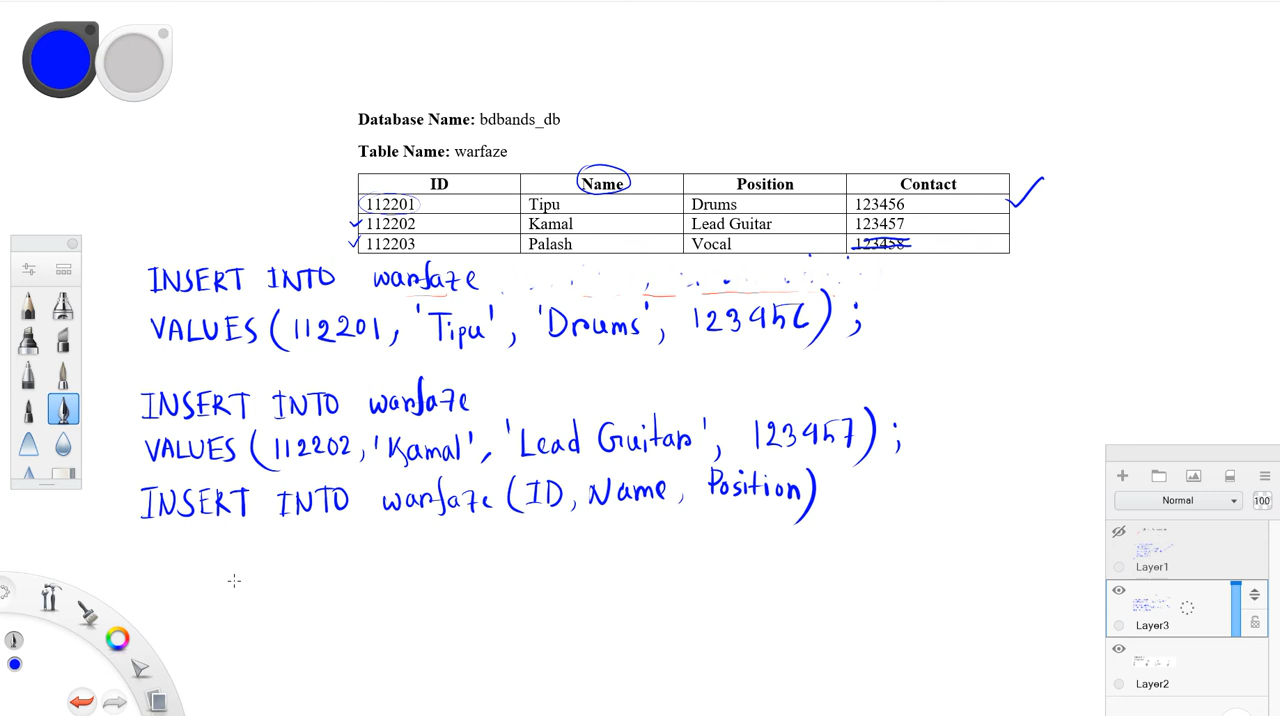 Database Name: bdbands_db
Table Name: warfaze
ID Name Position Contact
112201 Tipu Drums 123456
112202 Kamal Lead Guitar 123457
112203 Palash Vocal 123458
INSERT INTO warfaze
VALUES (112201, 'Tipu', 'Drums', 123456);
INSERT INTO warfaze
VALUES (112202, 'Kamal', 'Lead Guitar', 123457);
INSERT INTO warfaze (ID, Name, Position)
Normal
100
Layer1
Layer3
Layer2